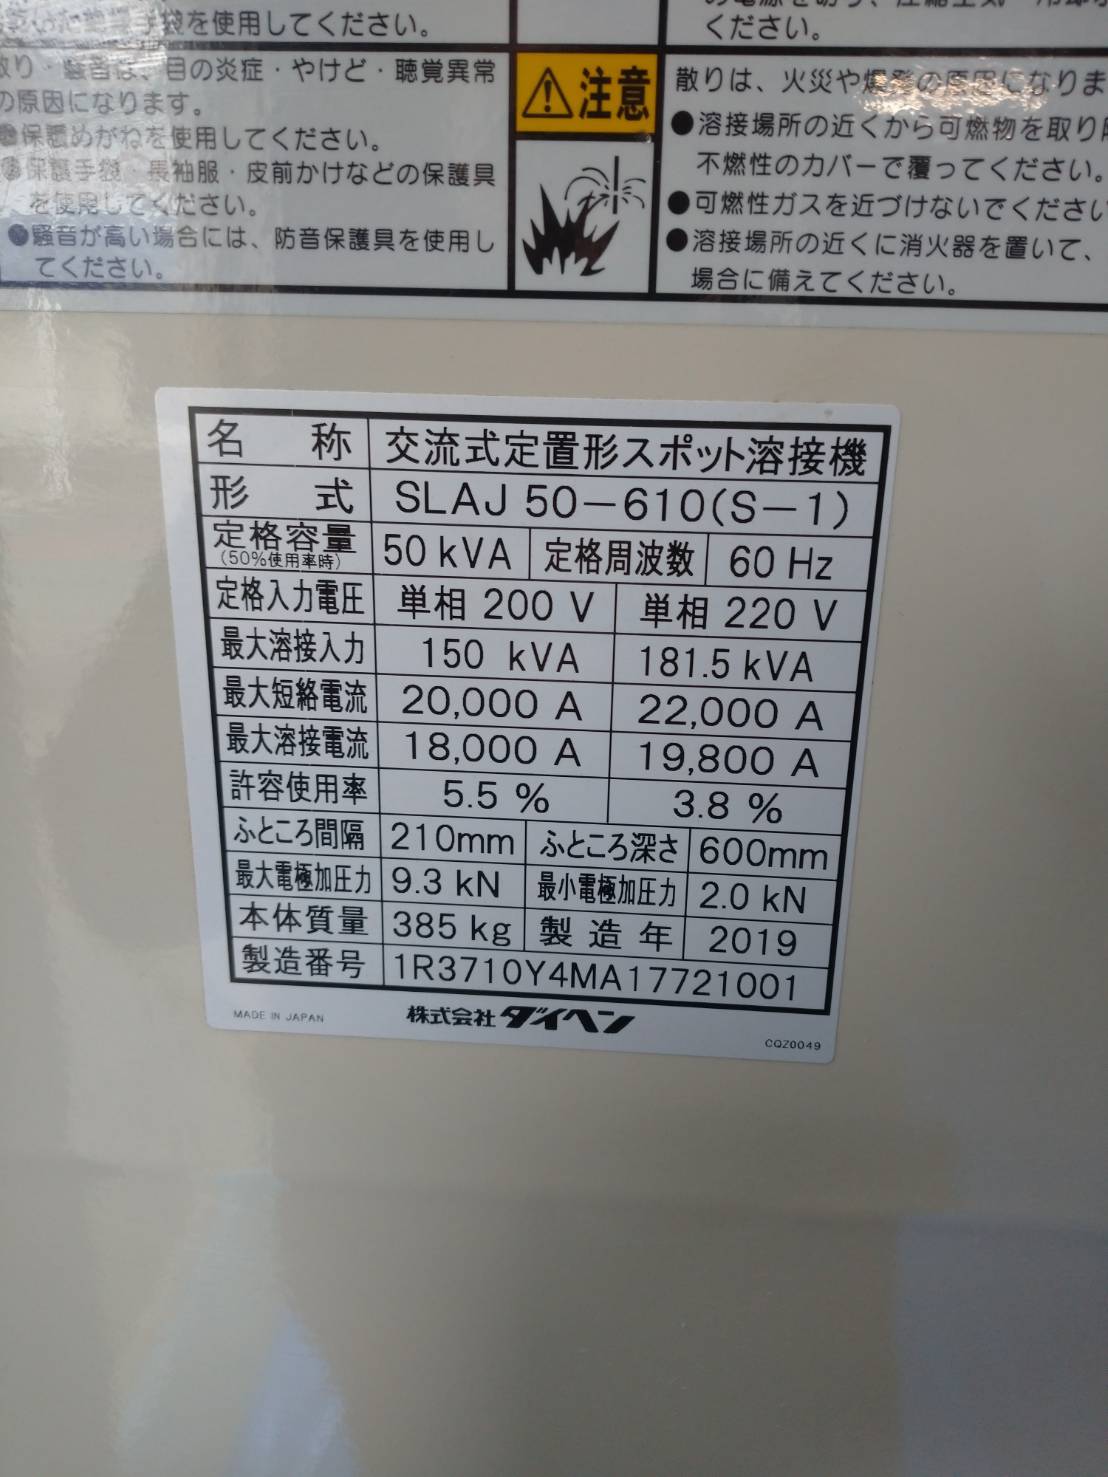 手袋を使用してください。
ください。
散り・騒音は、目の炎症・やけど・聴覚異常
の原因になります。
●保護めがねを使用してください。
●保護手袋・長袖服・皮前かけなどの保護具
を使用してください。
●騒音が高い場合には、防音保護具を使用し
てください。
注意
散りは、火災や爆発の原因になりま
●溶接場所の近くから可燃物を取り
不燃性のカバーで覆ってください。
●可燃性ガスを近づけないでください
●溶接場所の近くに消火器を置いて、
場合に備えてください。
名 称 交流式定置形スポット溶接機
形 式 SLAJ 50-610(S-1)
定格容量 (50%使用率時) 50 kVA 定格周波数 60 Hz
定格入力電圧 単相 200 V 単相 220 V
最大溶接入力 150 kVA 181.5 kVA
最大短絡電流 20,000 A 22,000 A
最大溶接電流 18,000 A 19,800 A
許容使用率 5.5 % 3.8 %
ふところ間隔 210mm ふところ深さ 600mm
最大電極加圧力 9.3 kN 最小電極加圧力 2.0 kN
本体質量 385 kg 製造年 2019
製造番号 1R3710Y4MA17721001
MADE IN JAPAN 株式会社ダイヘン CQZ0049